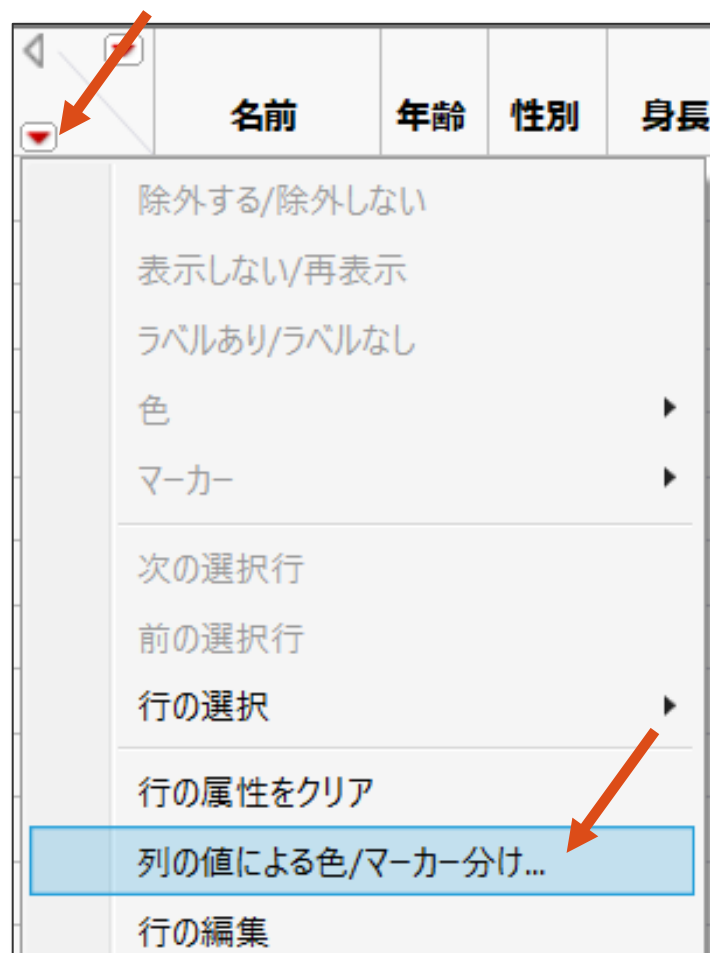 名前 年齢 性別 身長
除外する/除外しない
表示しない/再表示
ラベルあり/ラベルなし
色
マーカー
次の選択行
前の選択行
行の選択
行の属性をクリア
列の値による色/マーカー分け...
行の編集